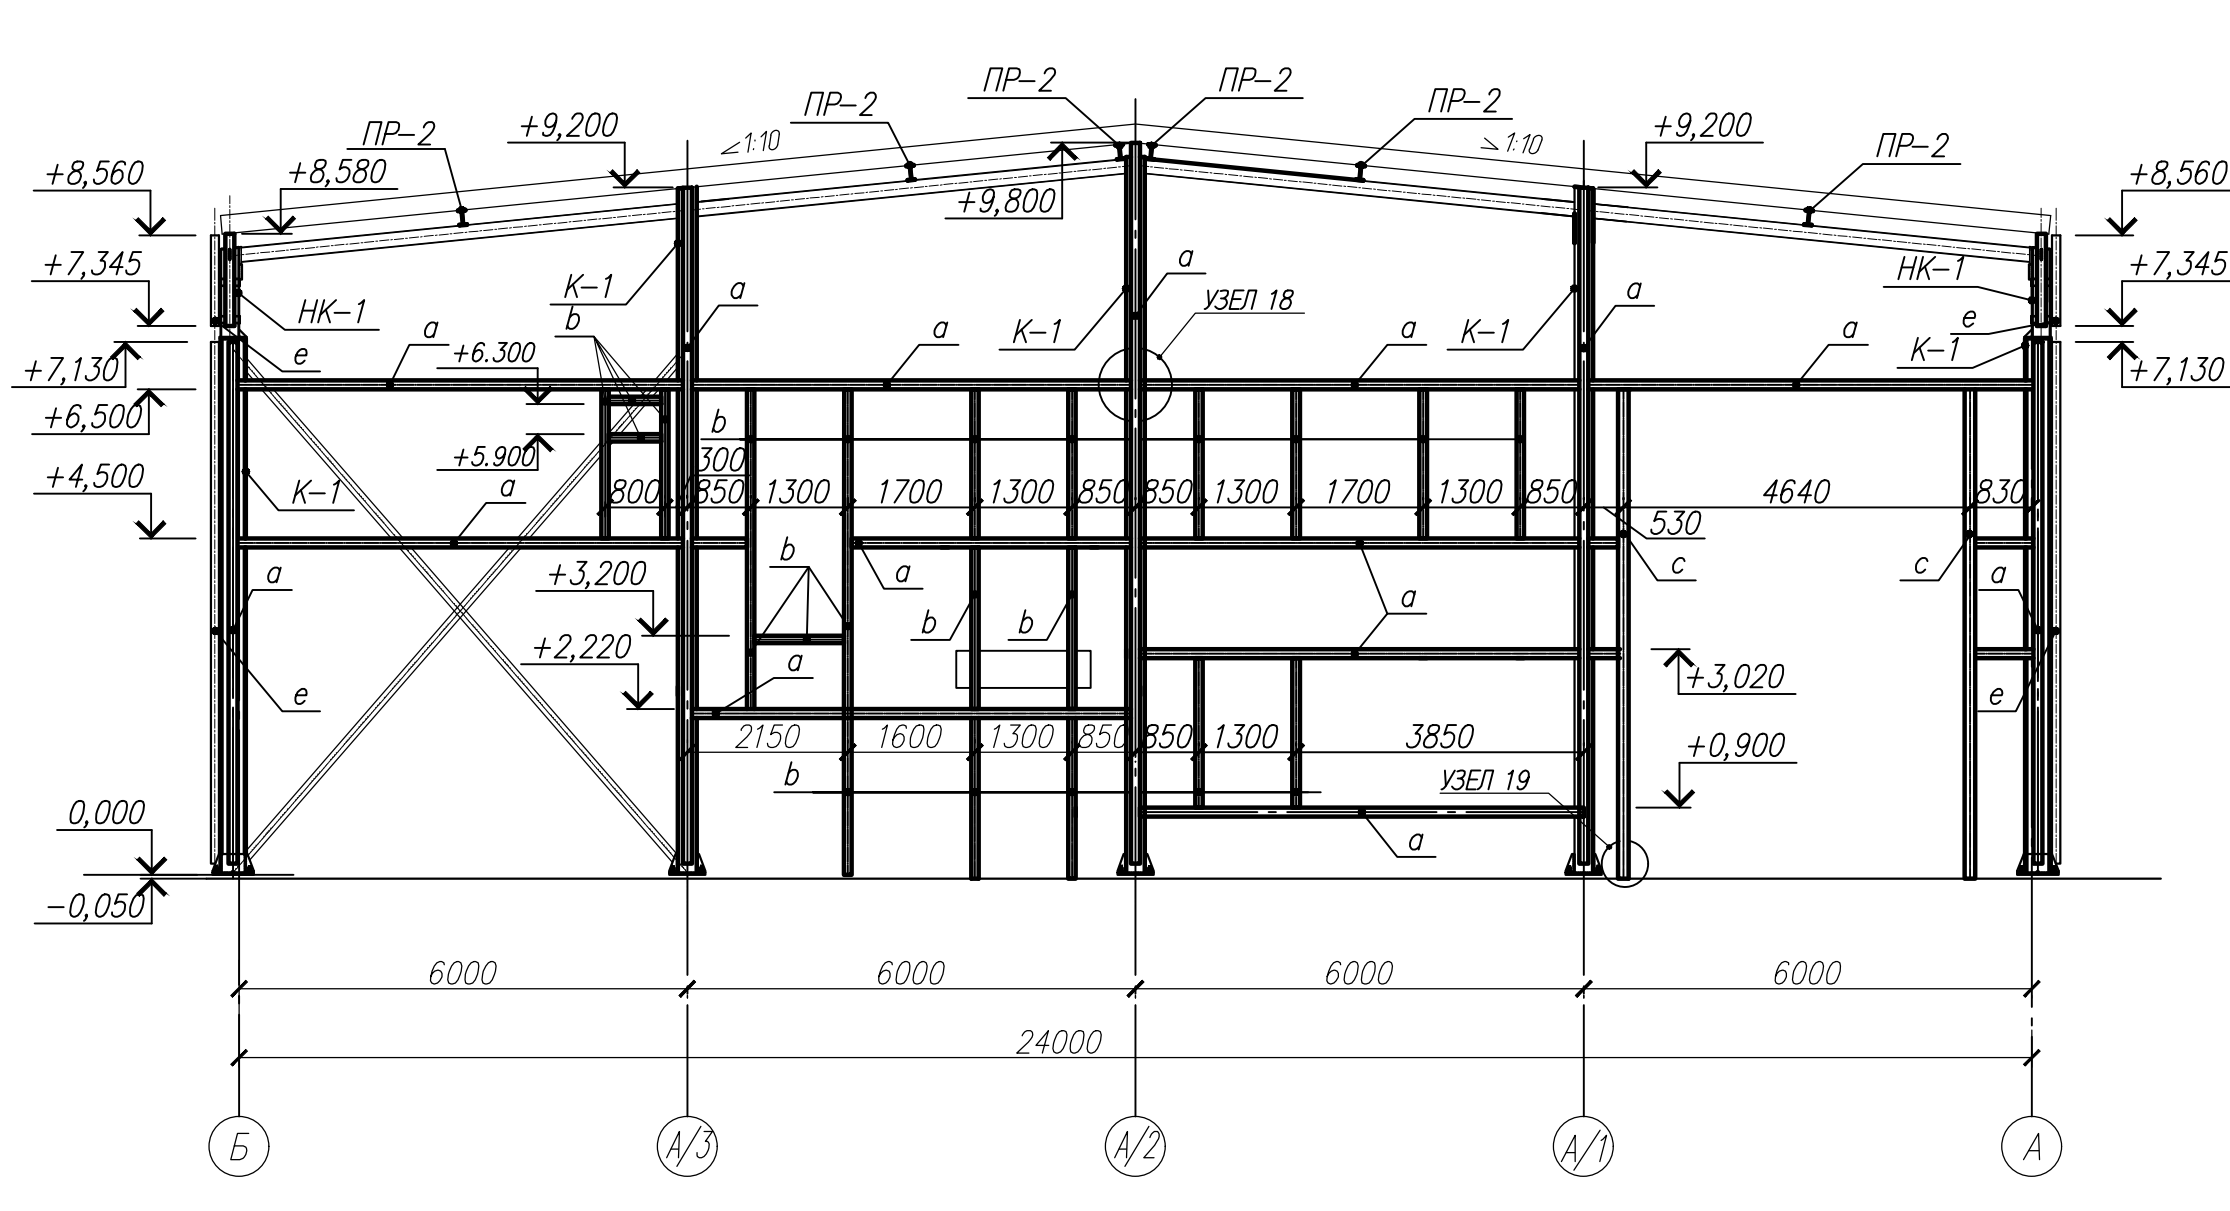 ПР-2
ПР-2
ПР-2
ПР-2
ПР-2
ПР-2
+9,200
1:10
1:10
+9,200
+8,560
+8,580
+9,800
+8,560
+7,345
К-1
a
a
УЗЕЛ 18
К-1
a
НК-1
+7,345
НК-1
a
b
К-1
a
a
a
e
e
+6.300
К-1
+7,130
+7,130
+6,500
b
+5.900
300
+4,500
К-1
a
800
850
1300
1700
1300
850
850
1300
1700
1300
850
4640
830
530
a
+3,200
b
a
c
c
a
b
b
a
+2,220
a
e
+3,020
e
2150
1600
1300
850
850
1300
3850
+0,900
b
УЗЕЛ 19
0,000
a
-0,050
6000
6000
6000
6000
24000
Б
А/3
А/2
А/1
А